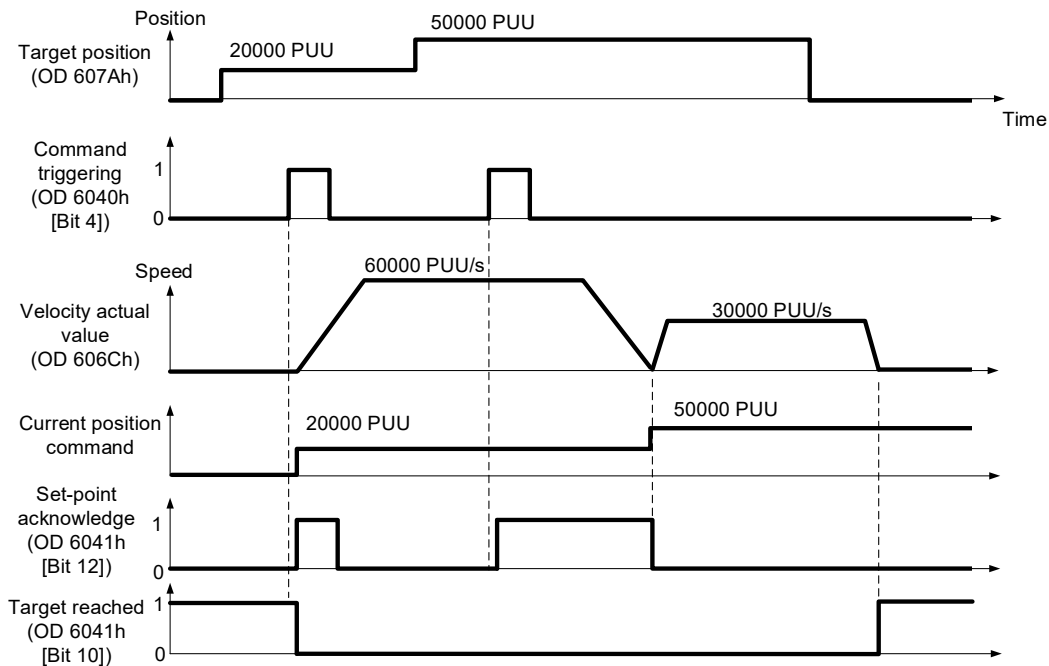 Position
Target position
(OD 607Ah)
20000 PUU
50000 PUU
Time
Command
triggering
(OD 6040h
[Bit 4])
1
0
Speed
Velocity actual
value
(OD 606Ch)
60000 PUU/s
30000 PUU/s
Current position
command
20000 PUU
50000 PUU
Set-point
acknowledge
(OD 6041h
[Bit 12])
1
0
Target reached
(OD 6041h
[Bit 10])
1
0